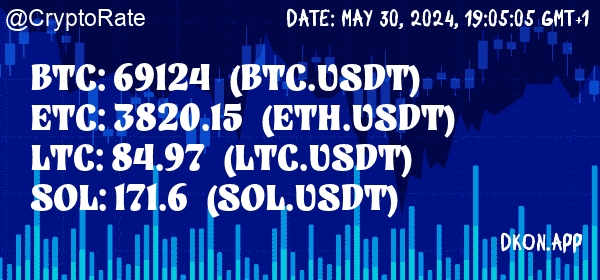 @CryptoRate
DATE: MAY 30, 2024, 19:05:05 GMT+1
BTC: 69124 (BTC.USDT)
ETC: 3820.15 (ETH.USDT)
LTC: 84.97 (LTC.USDT)
SOL: 171.6 (SOL.USDT)
DKON.APP